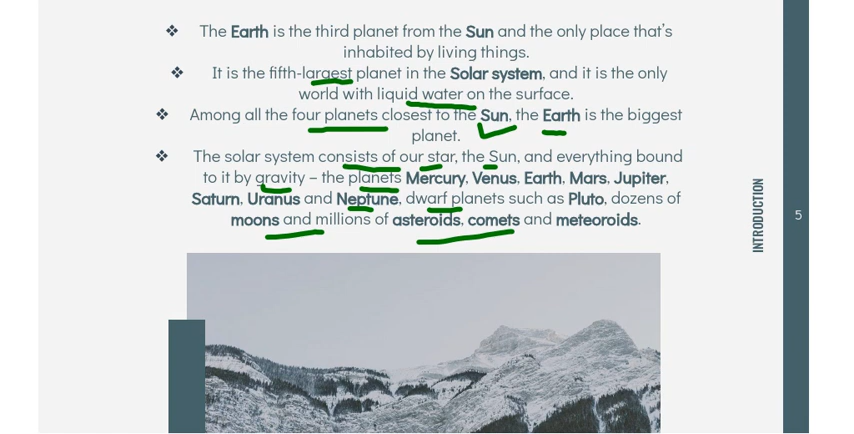 ❖ The Earth is the third planet from the Sun and the only place that's
inhabited by living things.
❖ It is the fifth-largest planet in the Solar system, and it is the only
world with liquid water on the surface.
❖ Among all the four planets closest to the Sun, the Earth is the biggest
planet.
❖ The solar system consists of our star, the Sun, and everything bound
to it by gravity – the planets Mercury, Venus, Earth, Mars, Jupiter,
Saturn, Uranus and Neptune, dwarf planets such as Pluto, dozens of
moons and millions of asteroids, comets and meteoroids.
INTRODUCTION
5